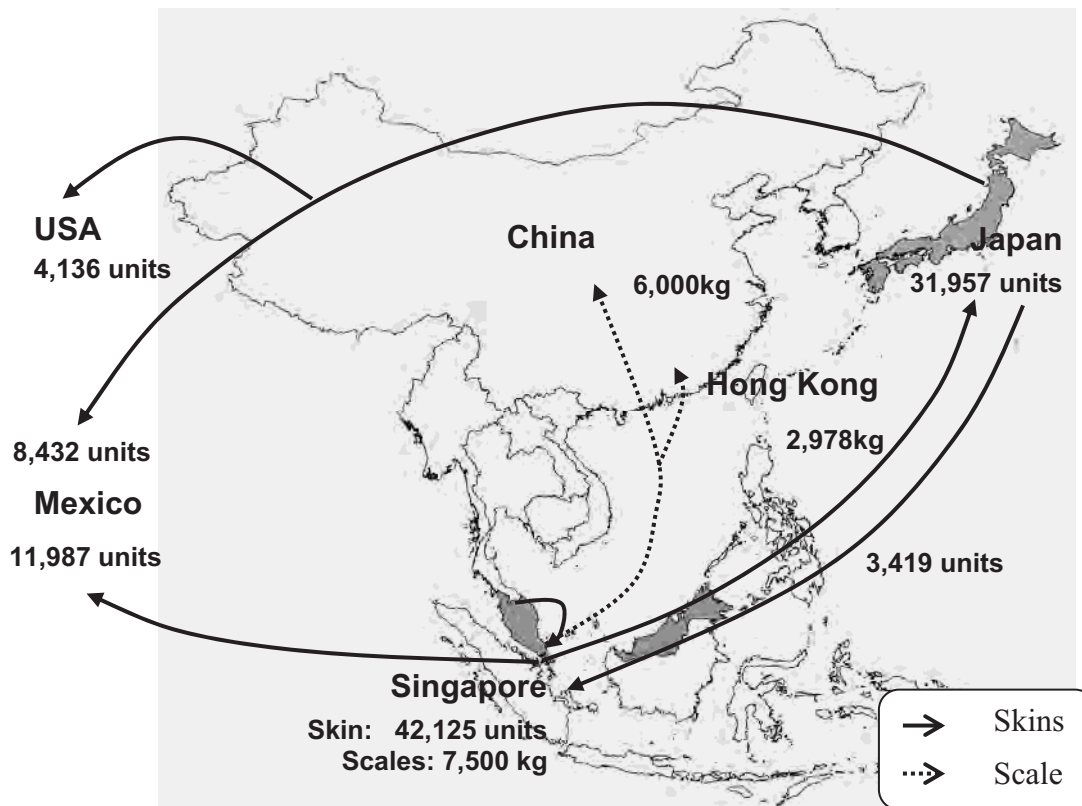 USA
4,136 units
China
6,000kg
Japan
31,957 units
Hong Kong
2,978kg
8,432 units
Mexico
11,987 units
3,419 units
Singapore
Skin: 42,125 units
Scales: 7,500 kg
Skins
Scale